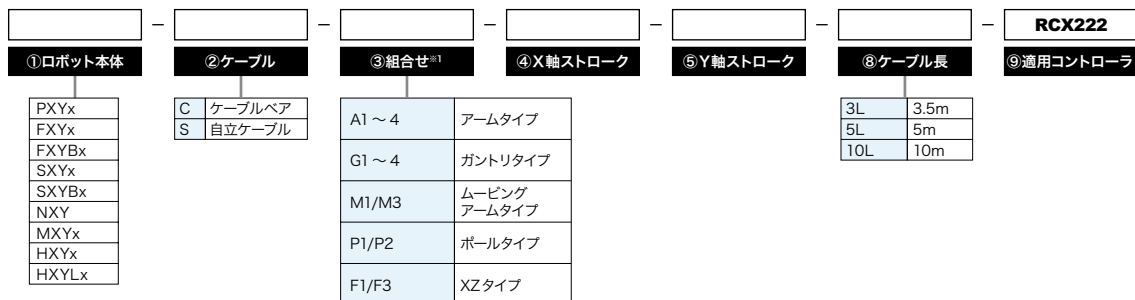 － － － － － － RCX222
①ロボット本体 ②ケーブル ③組合せ※1 ④X軸ストローク ⑤Y軸ストローク ⑧ケーブル長 ⑨適用コントローラ
PXYx
FXYx
FXYBx
SXYx
SXYBx
NXY
MXYx
HXYx
HXYLx
C ケーブルベア
S 自立ケーブル
A1～4 アームタイプ
G1～4 ガントリタイプ
M1/M3 ムービング
アームタイプ
P1/P2 ポールタイプ
F1/F3 XZタイプ
3L 3.5m
5L 5m
10L 10m